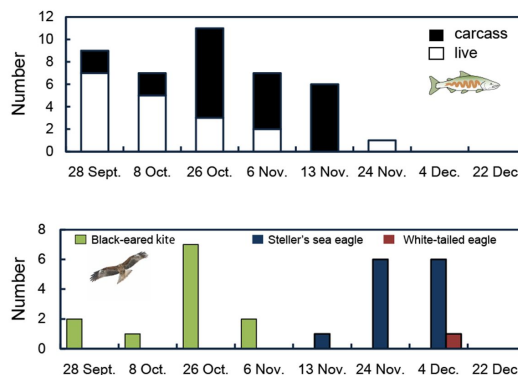 12
10
8
6
4
2
0
Number
carcass
live
28 Sept. 8 Oct. 26 Oct. 6 Nov. 13 Nov. 24 Nov. 4 Dec. 22 Dec
8
6
4
2
0
Number
Black-eared kite Steller's sea eagle White-tailed eagle
28 Sept. 8 Oct. 26 Oct. 6 Nov. 13 Nov. 24 Nov. 4 Dec. 22 Dec